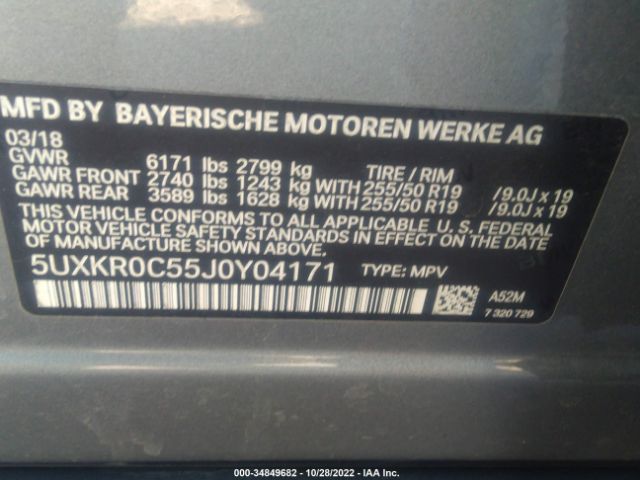 MFD BY BAYERISCHE MOTOREN WERKE AG
03/18
GVWR 6171 lbs 2799 kg TIRE / RIM
GAWR FRONT 2740 lbs 1243 kg WITH 255/50 R19 /9.0J x 19
GAWR REAR 3589 lbs 1628 kg WITH 255/50 R19 /9.0J x 19
THIS VEHICLE CONFORMS TO ALL APPLICABLE U. S. FEDERAL
MOTOR VEHICLE SAFETY STANDARDS IN EFFECT ON THE DATE
OF MANUFACTURE SHOWN ABOVE.
5UXKR0C55J0Y04171 TYPE: MPV
A52M
7 320 729
000-34849682 - 10/28/2022 - IAA Inc.